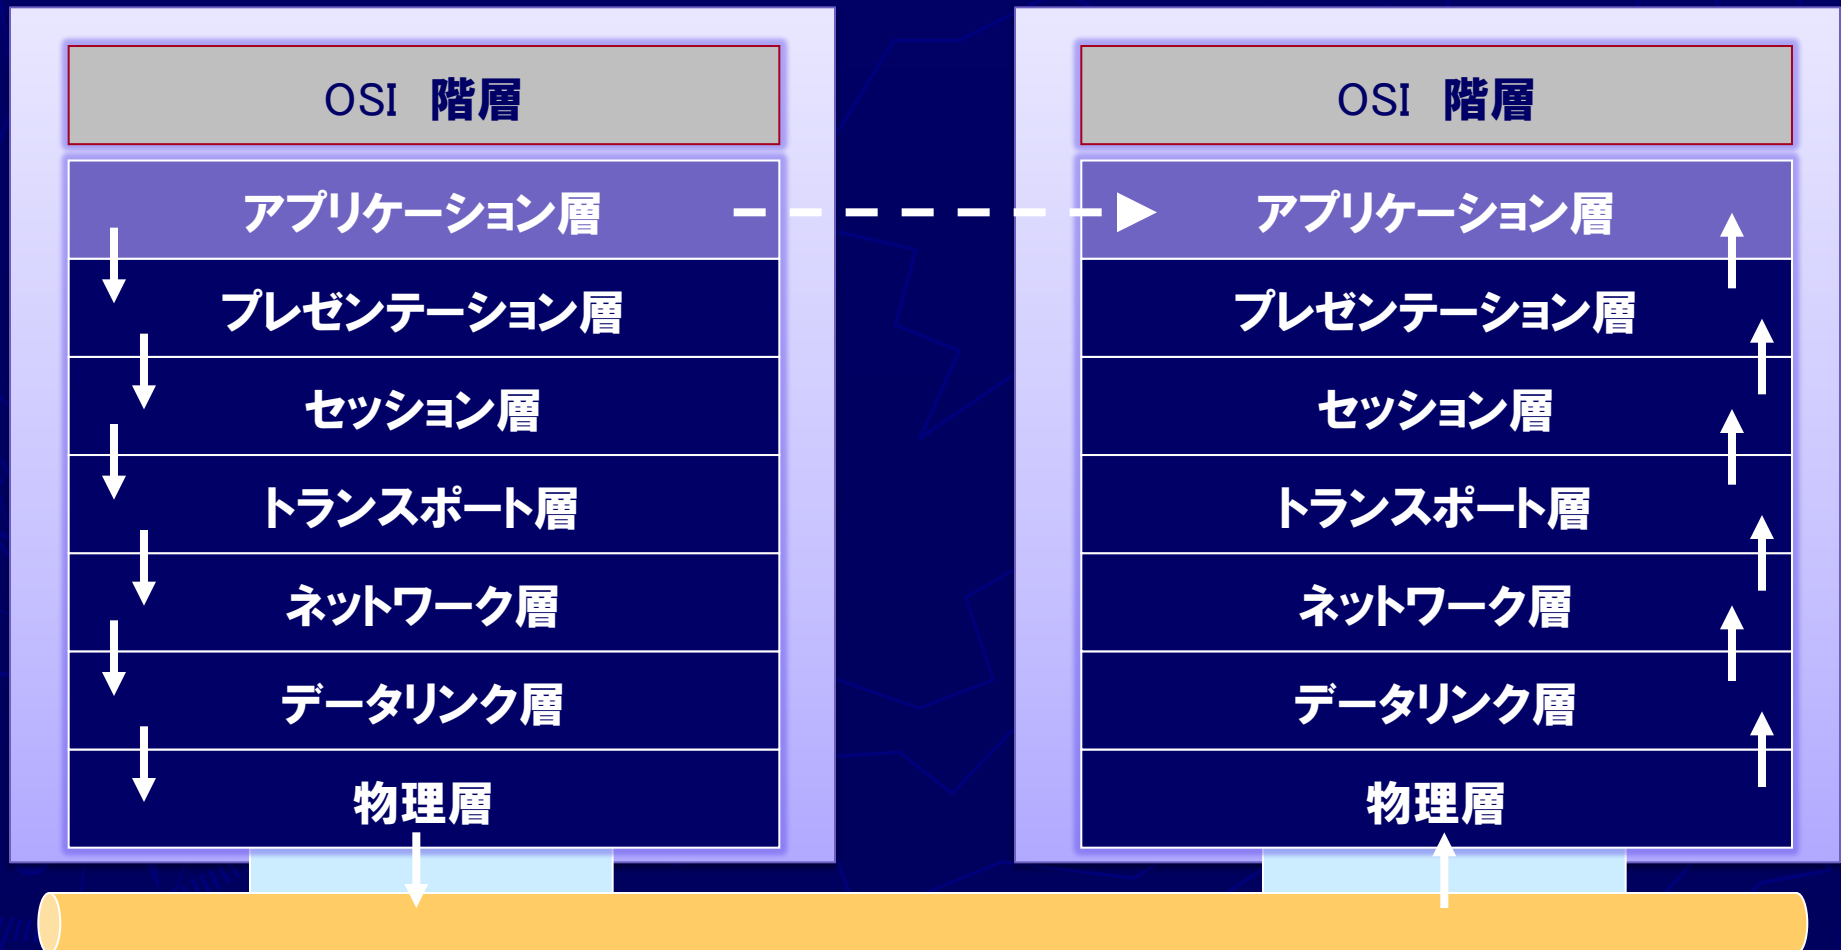 OSI 階層
アプリケーション層
プレゼンテーション層
セッション層
トランスポート層
ネットワーク層
データリンク層
物理層
OSI 階層
アプリケーション層
プレゼンテーション層
セッション層
トランスポート層
ネットワーク層
データリンク層
物理層